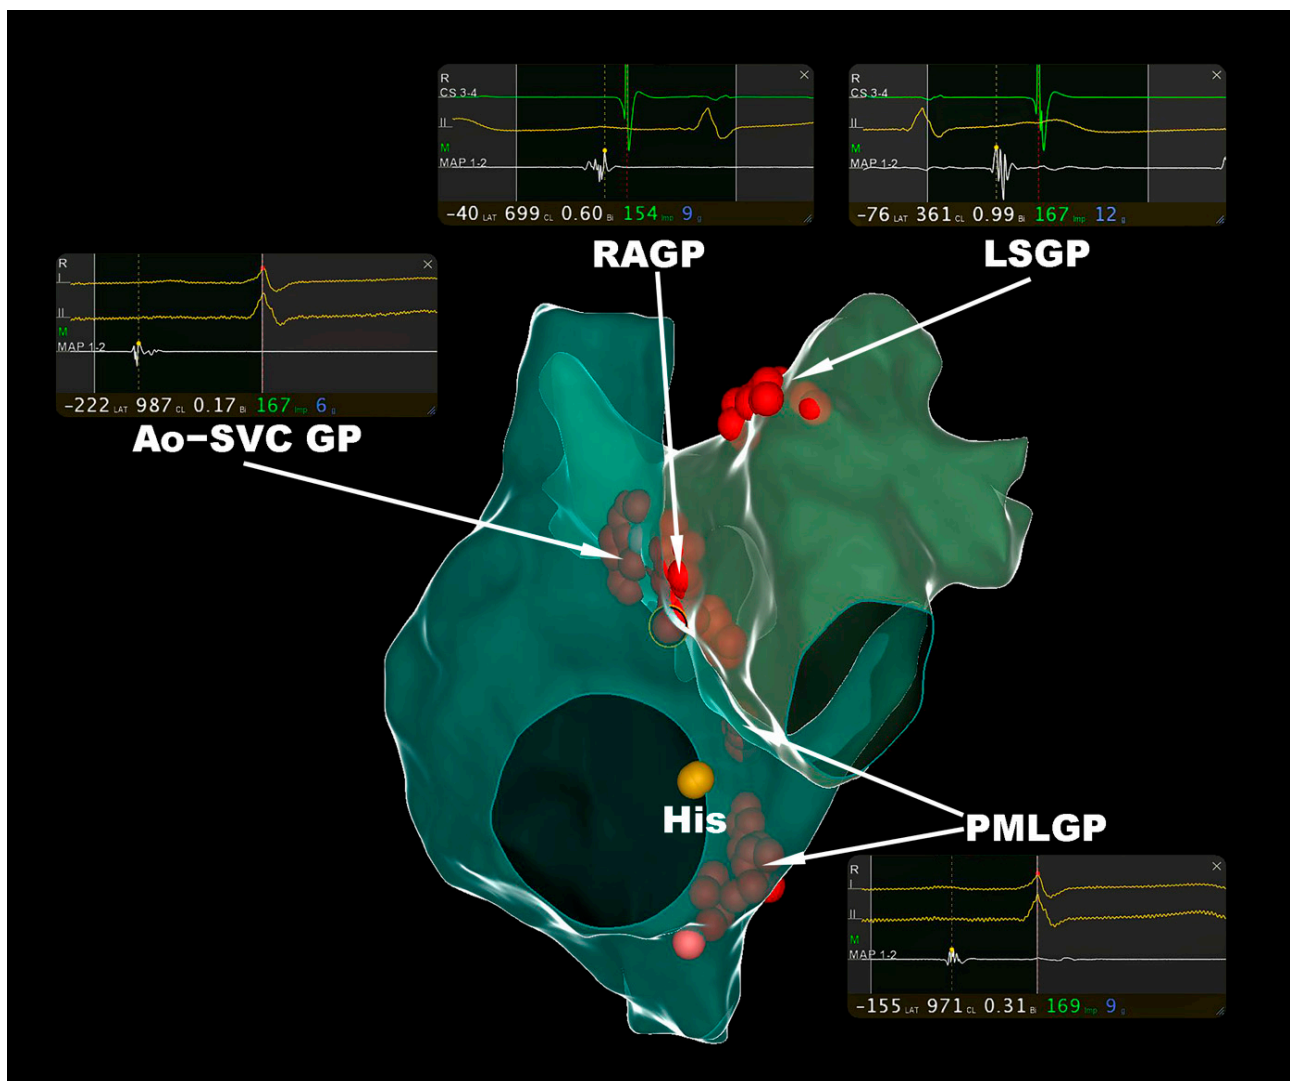 R
CS 3-4
II
M
MAP 1-2
-40 LAT 699 CL 0.60 Bi 154 Imp 9 g
RAGP
R
CS 3-4
II
M
MAP 1-2
-76 LAT 361 CL 0.99 Bi 167 Imp 12 g
LSGP
R
I
II
M
MAP 1-2
-222 LAT 987 CL 0.17 Bi 167 Imp 6 g
Ao-SVC GP
His
PMLGP
R
I
II
M
MAP 1-2
-155 LAT 971 CL 0.31 Bi 169 Imp 9 g